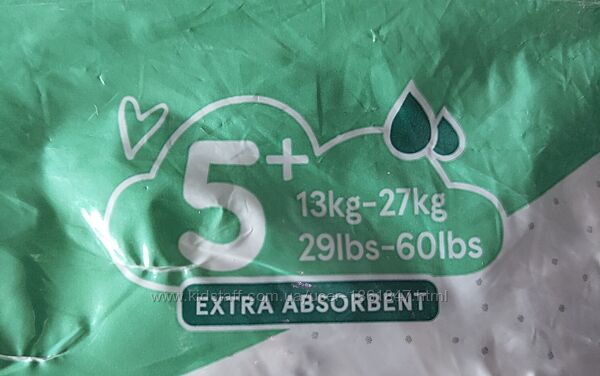 5+
13kg-27kg
29lbs-60lbs
EXTRA ABSORBENT